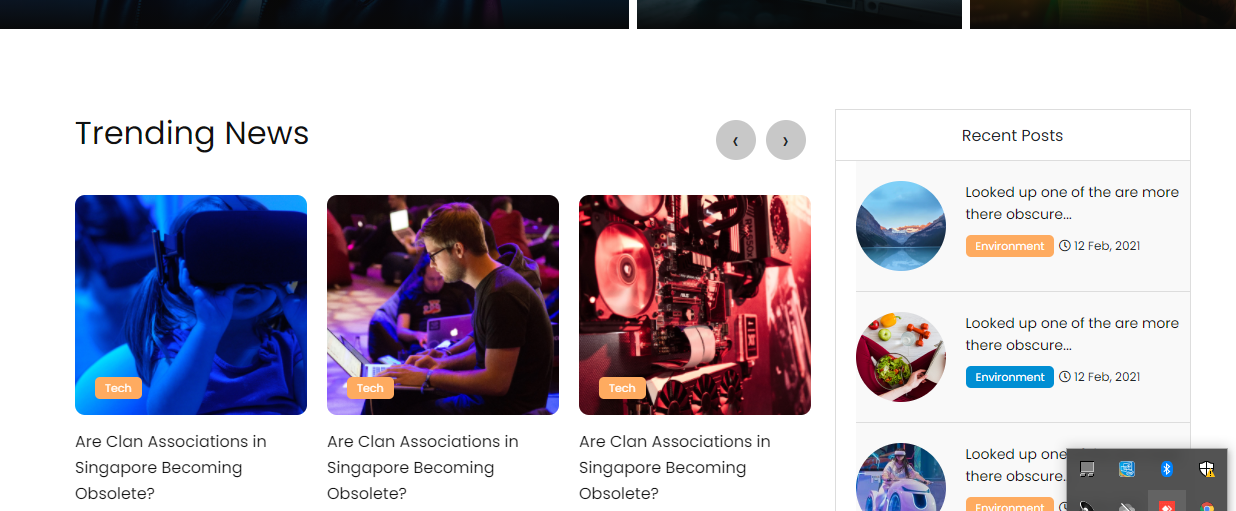 Trending News
‹ ›
Tech
Are Clan Associations in
Singapore Becoming
Obsolete?
Tech
Are Clan Associations in
Singapore Becoming
Obsolete?
Tech
Are Clan Associations in
Singapore Becoming
Obsolete?
Recent Posts
Looked up one of the are more
there obscure...
Environment 12 Feb, 2021
Looked up one of the are more
there obscure...
Environment 12 Feb, 2021
Looked up one
there obscure.
Environment